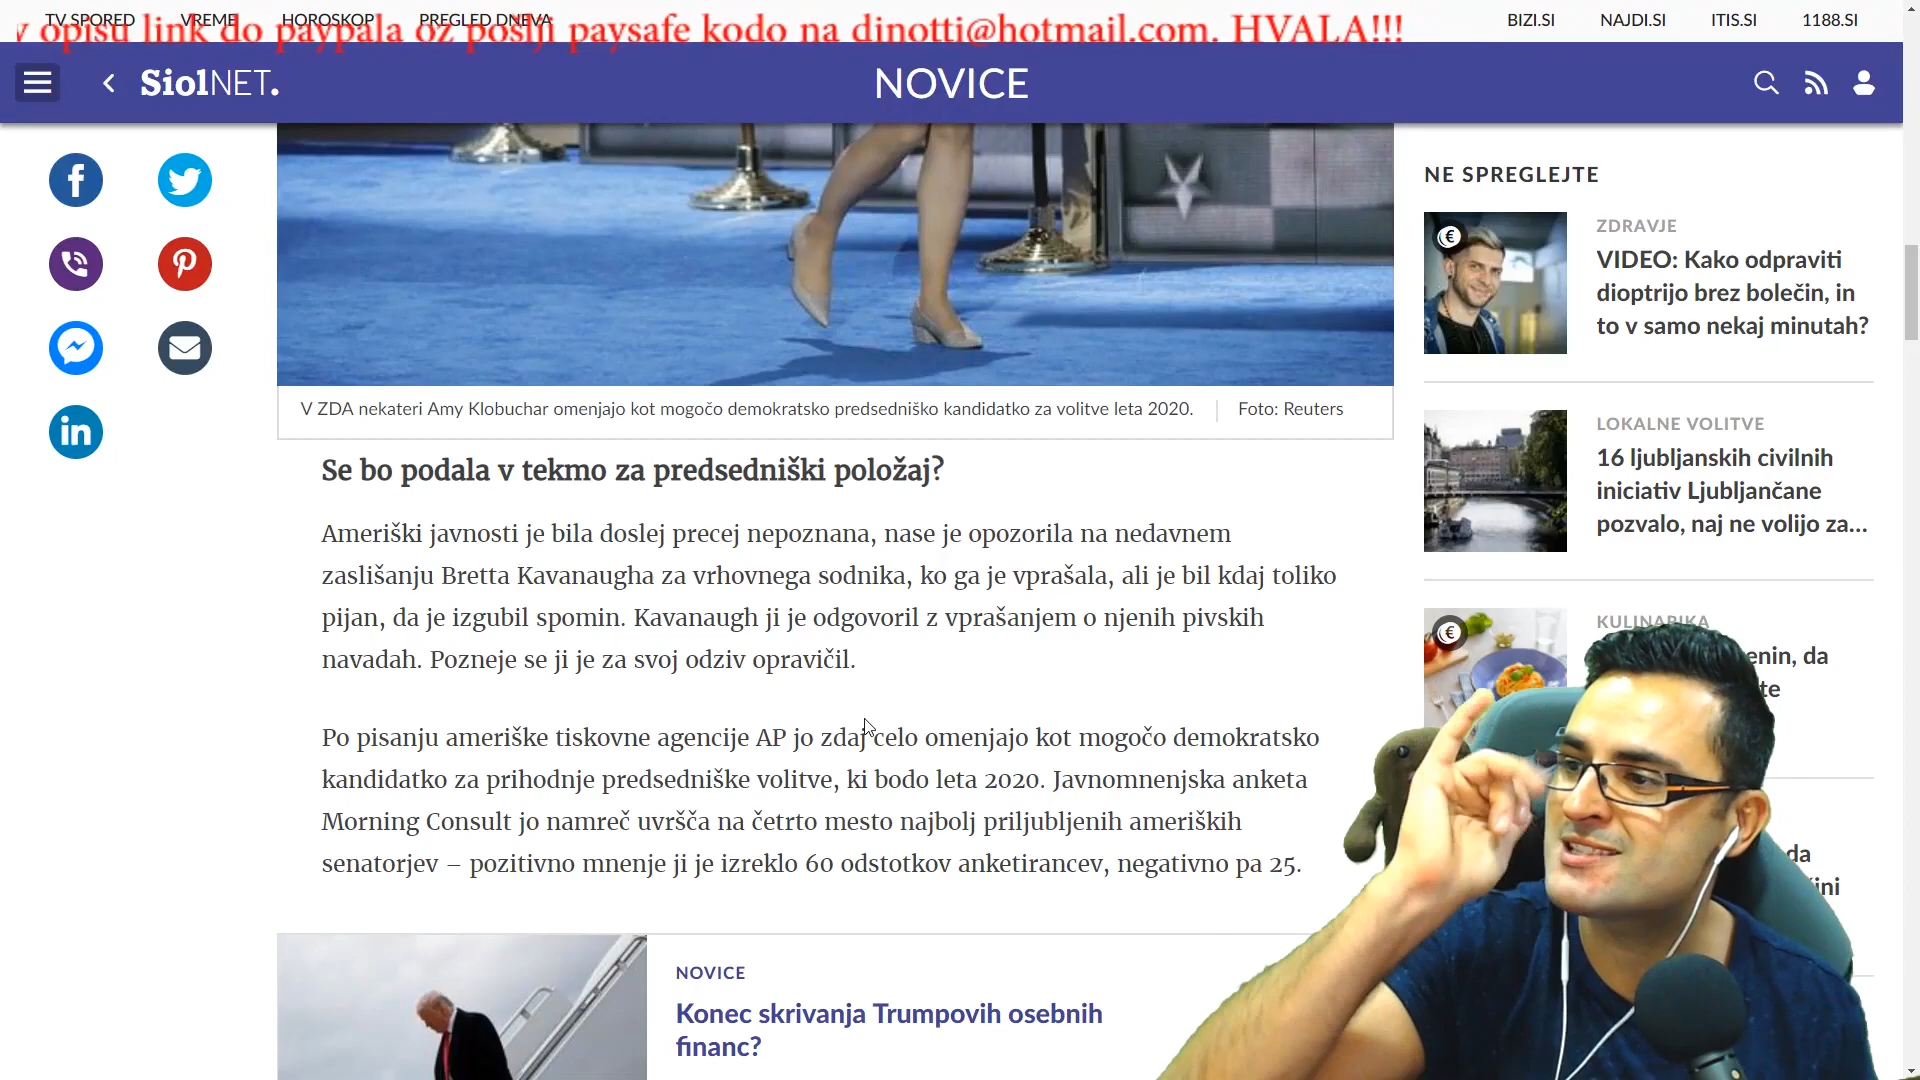 TV SPORED VREME HOROSKOP PREGLED DNEVA BIZI.SI NAJDI.SI ITIS.SI 1188.SI
v opisu link do paypala oz pošlji paysafe kodo na dinotti@hotmail.com. HVALA!!!
SiolNET. NOVICE
NE SPREGLEJTE
ZDRAVJE
VIDEO: Kako odpraviti
dioptrijo brez bolečin, in
to v samo nekaj minutah?
V ZDA nekateri Amy Klobuchar omenjajo kot mogočo demokratsko predsedniško kandidatko za volitve leta 2020. Foto: Reuters
LOKALNE VOLITVE
16 ljubljanskih civilnih
iniciativ Ljubljančane
pozvalo, naj ne volijo za...
Se bo podala v tekmo za predsedniški položaj?
Ameriški javnosti je bila doslej precej nepoznana, nase je opozorila na nedavnem
zaslišanju Bretta Kavanaugha za vrhovnega sodnika, ko ga je vprašala, ali je bil kdaj toliko
pijan, da je izgubil spomin. Kavanaugh ji je odgovoril z vprašanjem o njenih pivskih
navadah. Pozneje se ji je za svoj odziv opravičil.
KULINARIKA
da
Po pisanju ameriške tiskovne agencije AP jo zdaj celo omenjajo kot mogočo demokratsko
kandidatko za prihodnje predsedniške volitve, ki bodo leta 2020. Javnomnenjska anketa
Morning Consult jo namreč uvršča na četrto mesto najbolj priljubljenih ameriških
senatorjev – pozitivno mnenje ji je izreklo 60 odstotkov anketirancev, negativno pa 25.
NOVICE
Konec skrivanja Trumpovih osebnih
financ?